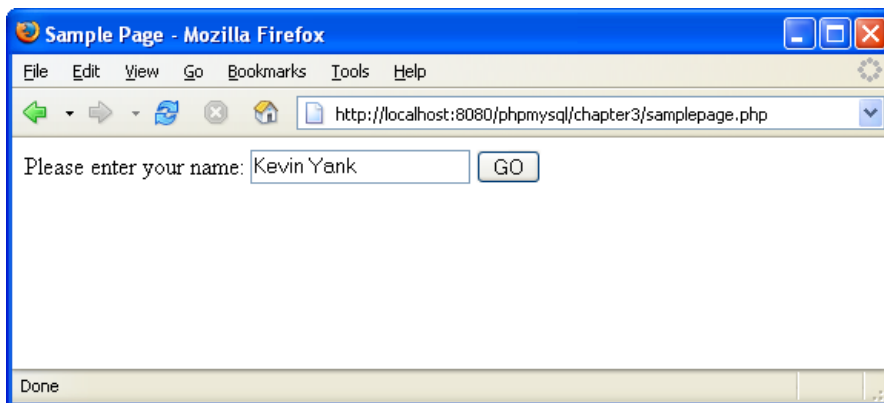 Sample Page - Mozilla Firefox
File Edit View Go Bookmarks Tools Help
http://localhost:8080/phpmysql/chapter3/samplepage.php
Please enter your name: Kevin Yank GO
Done